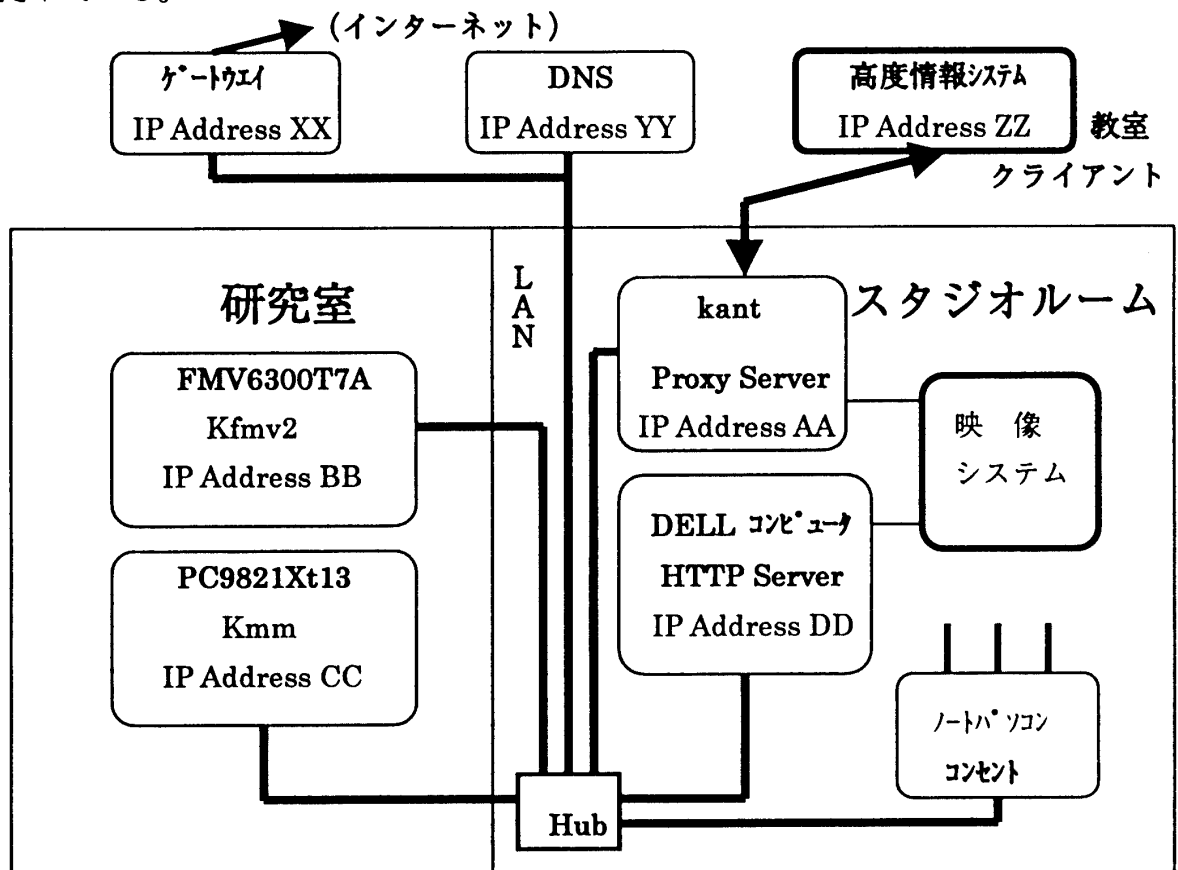 (インターネット)
ｹﾞｰﾄｳｴｲ
IP Address XX
DNS
IP Address YY
高度情報ｼｽﾃﾑ
IP Address ZZ
教室
クライアント
研究室
LAN
スタジオルーム
kant
Proxy Server
IP Address AA
FMV6300T7A
Kfmv2
IP Address BB
映 像
システム
DELL ｺﾝﾋﾟｭｰﾀ
HTTP Server
IP Address DD
PC9821Xt13
Kmm
IP Address CC
ﾉｰﾄﾊﾟｿｺﾝ
ｺﾝｾﾝﾄ
Hub